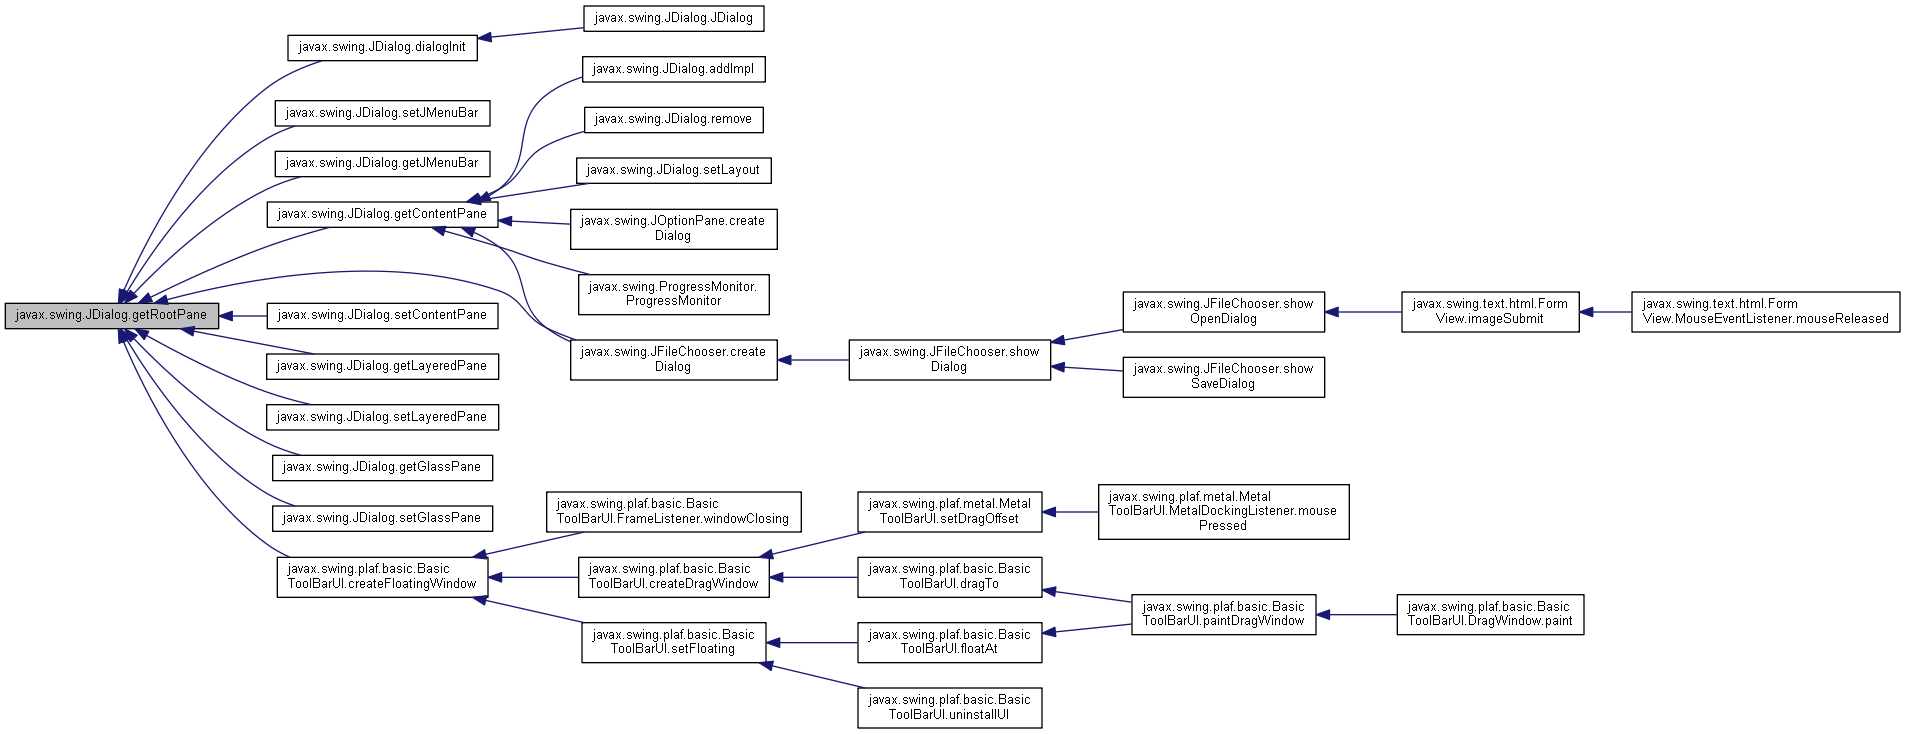 javax.swing.JDialog.JDialog
javax.swing.JDialog.dialogInit
javax.swing.JDialog.addImpl
javax.swing.JDialog.setJMenuBar
javax.swing.JDialog.remove
javax.swing.JDialog.getJMenuBar
javax.swing.JDialog.setLayout
javax.swing.JDialog.getContentPane
javax.swing.JOptionPane.create
Dialog
javax.swing.ProgressMonitor.
ProgressMonitor
javax.swing.JDialog.getRootPane
javax.swing.JDialog.setContentPane
javax.swing.JFileChooser.show
OpenDialog
javax.swing.text.html.Form
View.imageSubmit
javax.swing.text.html.Form
View.MouseEventListener.mouseReleased
javax.swing.JFileChooser.create
Dialog
javax.swing.JFileChooser.show
Dialog
javax.swing.JDialog.getLayeredPane
javax.swing.JFileChooser.show
SaveDialog
javax.swing.JDialog.setLayeredPane
javax.swing.JDialog.getGlassPane
javax.swing.JDialog.setGlassPane
javax.swing.plaf.basic.Basic
ToolBarUI.FrameListener.windowClosing
javax.swing.plaf.metal.Metal
ToolBarUI.setDragOffset
javax.swing.plaf.metal.Metal
ToolBarUI.MetalDockingListener.mouse
Pressed
javax.swing.plaf.basic.Basic
ToolBarUI.createFloatingWindow
javax.swing.plaf.basic.Basic
ToolBarUI.createDragWindow
javax.swing.plaf.basic.Basic
ToolBarUI.dragTo
javax.swing.plaf.basic.Basic
ToolBarUI.paintDragWindow
javax.swing.plaf.basic.Basic
ToolBarUI.DragWindow.paint
javax.swing.plaf.basic.Basic
ToolBarUI.setFloating
javax.swing.plaf.basic.Basic
ToolBarUI.floatAt
javax.swing.plaf.basic.Basic
ToolBarUI.uninstallUI